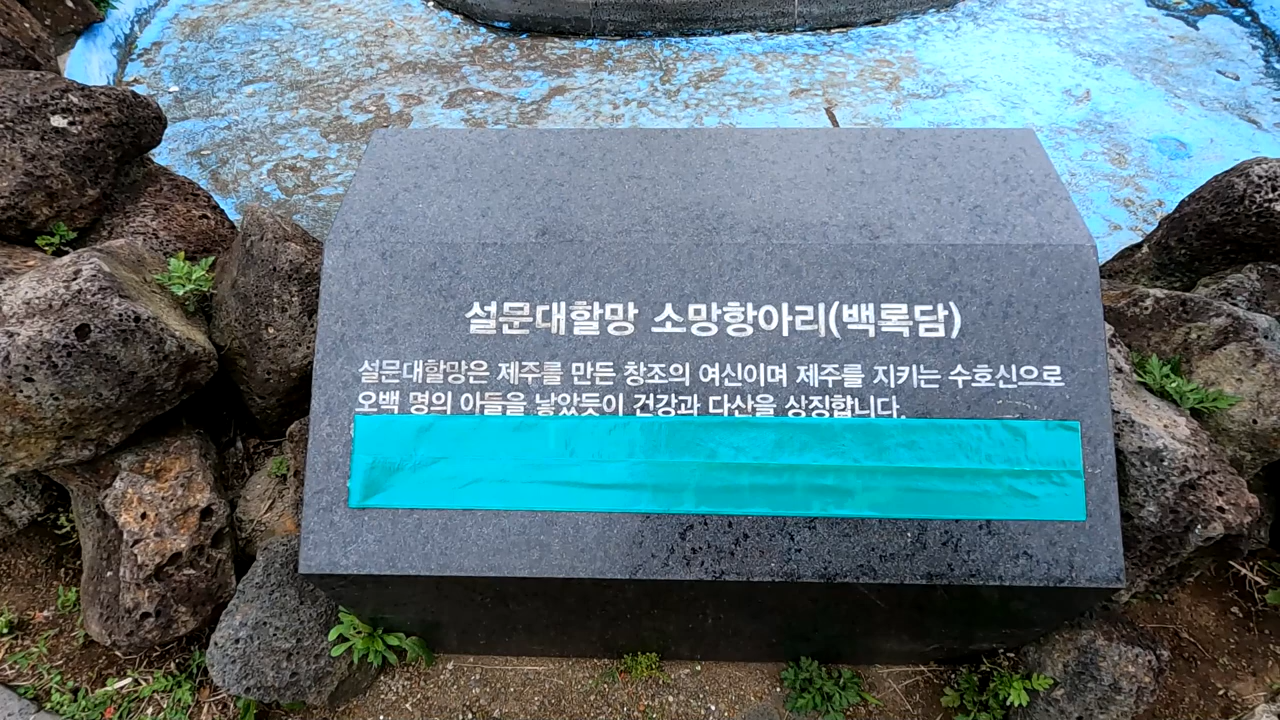 설문대할망 소망항아리(백록담)
설문대할망은 제주를 만든 창조의 여신이며 제주를 지키는 수호신으로
오백 명의 아들을 낳았듯이 건강과 다산을 상징합니다.